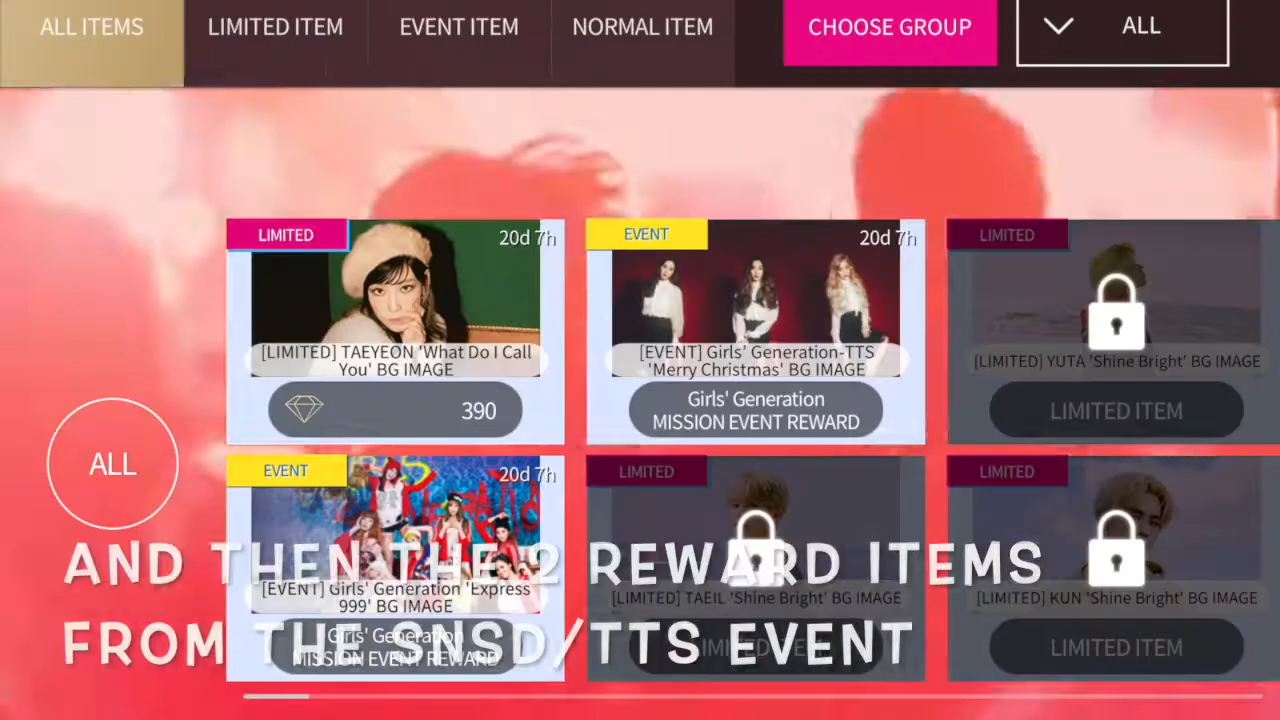 ALL ITEMS
LIMITED ITEM
EVENT ITEM
NORMAL ITEM
CHOOSE GROUP
ALL
LIMITED
20d 7h
[LIMITED] TAEYEON 'What Do I Call
You' BG IMAGE
390
EVENT
20d 7h
[EVENT] Girls' Generation-TTS
'Merry Christmas' BG IMAGE
Girls' Generation
MISSION EVENT REWARD
LIMITED
[LIMITED] YUTA 'Shine Bright' BG IMAGE
LIMITED ITEM
ALL
EVENT
20d 7h
[EVENT] Girls' Generation 'Express
999' BG IMAGE
Girls' Generation
MISSION EVENT REWARD
LIMITED
[LIMITED] TAEIL 'Shine Bright' BG IMAGE
LIMITED ITEM
LIMITED
[LIMITED] KUN 'Shine Bright' BG IMAGE
LIMITED ITEM
AND THEN THE 2 REWARD ITEMS
FROM THE SNSD/TTS EVENT